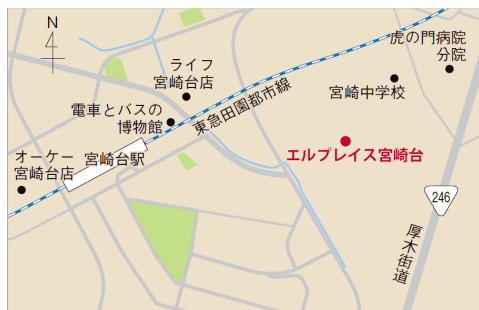 N
虎の門病院
分院
ライフ
宮崎台店
宮崎中学校
電車とバスの
博物館
東急田園都市線
エルプレイス宮崎台
オーケー
宮崎台店
宮崎台駅
246
厚木街道